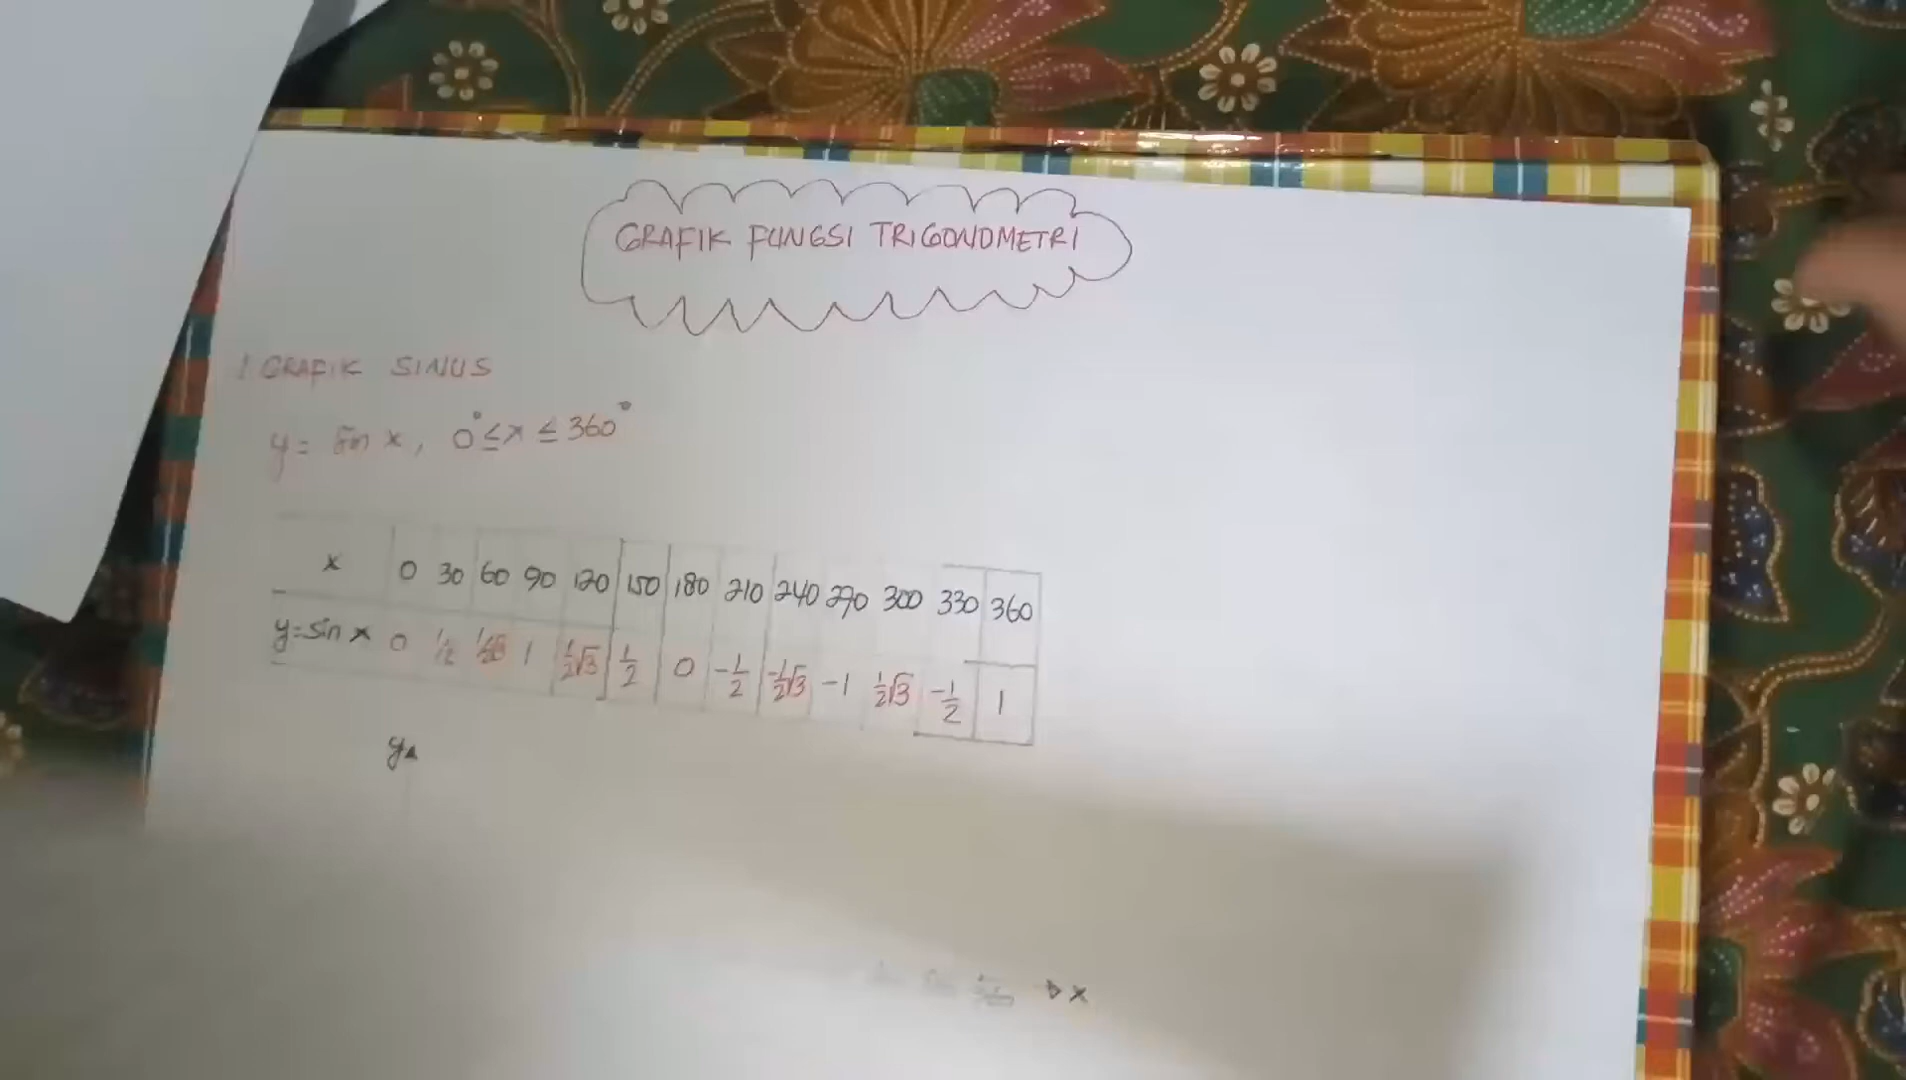 GRAFIK FUNGSI TRIGONOMETRI
1 GRAFIK SINUS
y = sin x, 0° ≤ x ≤ 360°
x 0 30 60 90 120 150 180 210 240 270 300 330 360
y=sin x 0 1/2 1/2√3 1 1/2√3 1/2 0 -1/2 -1/2√3 -1 1/2√3 -1/2 1
y
x